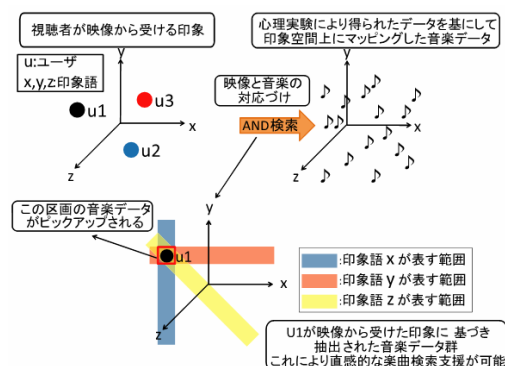 視聴者が映像から受ける印象
心理実験により得られたデータを基にして
印象空間上にマッピングした音楽データ
u:ユーザ
x,y,z:印象語
y
u1
u3
u2
x
z
映像と音楽の
対応づけ
AND検索
y
x
z
この区画の音楽データ
がピックアップされる
y
u1
x
z
:印象語 x が表す範囲
:印象語 y が表す範囲
:印象語 z が表す範囲
U1が映像から受けた印象に 基づき
抽出された音楽データ群
これにより直感的な楽曲検索支援が可能